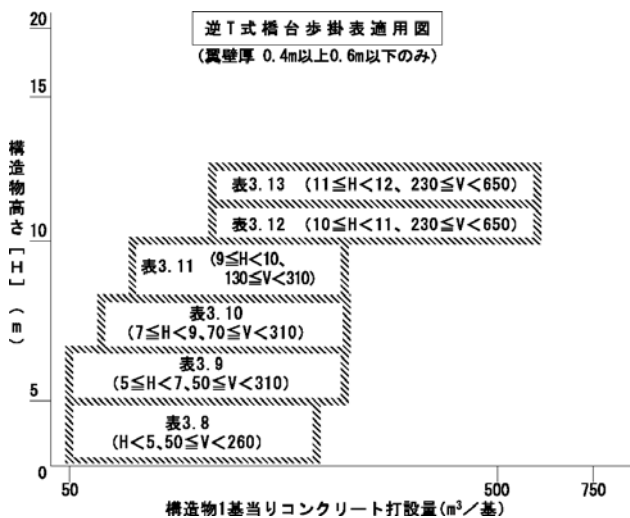 逆T式橋台歩掛表適用図
(翼壁厚 0.4m以上0.6m以下のみ)
20
15
10
5
0
構造物高さ[H](m)
表3.13 (11≦H<12、230≦V<650)
表3.12 (10≦H<11、230≦V<650)
表3.11 (9≦H<10、
130≦V<310)
表3.10
(7≦H<9、70≦V<310)
表3.9
(5≦H<7、50≦V<310)
表3.8
(H<5、50≦V<260)
50
500
750
構造物1基当りコンクリート打設量(m³/基)